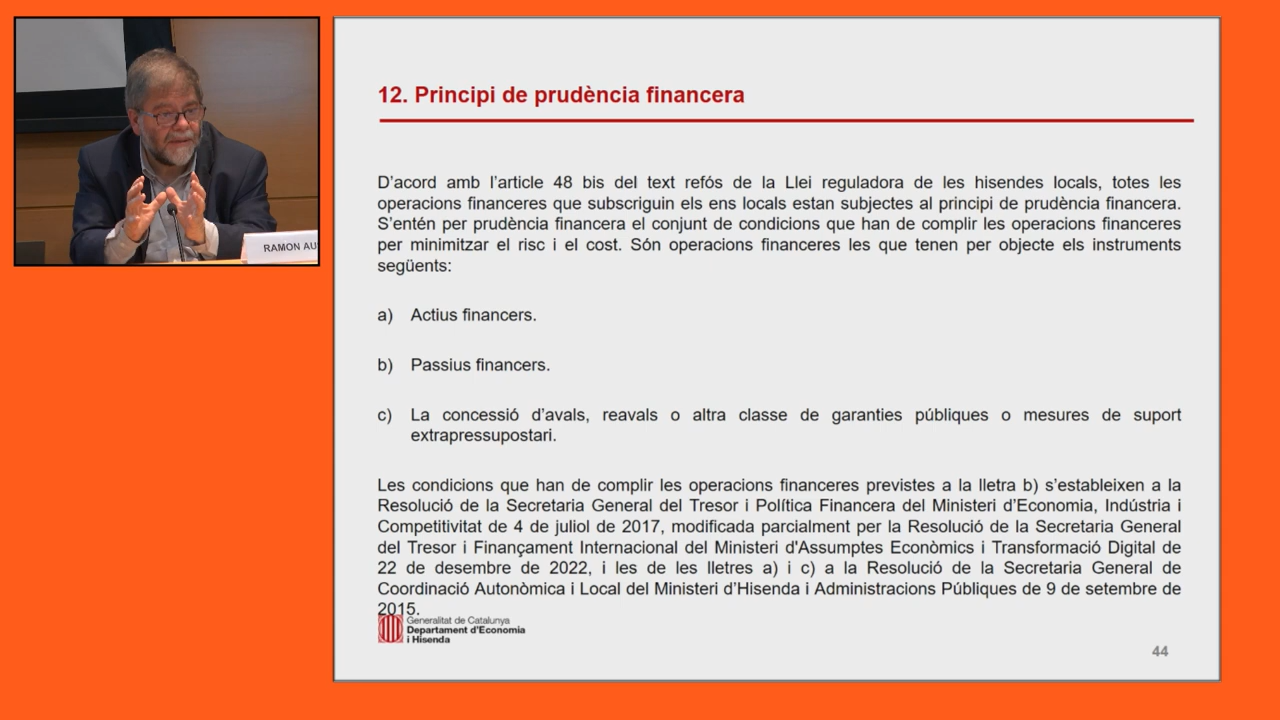 RAMON
12. Principi de prudència financera
D’acord amb l’article 48 bis del text refós de la Llei reguladora de les hisendes locals, totes les
operacions financeres que subscriguin els ens locals estan subjectes al principi de prudència financera.
S’entén per prudència financera el conjunt de condicions que han de complir les operacions financeres
per minimitzar el risc i el cost. Són operacions financeres les que tenen per objecte els instruments
següents:
a) Actius financers.
b) Passius financers.
c) La concessió d’avals, reavals o altra classe de garanties públiques o mesures de suport
extrapressupostari.
Les condicions que han de complir les operacions financeres previstes a la lletra b) s’estableixen a la
Resolució de la Secretaria General del Tresor i Política Financera del Ministeri d’Economia, Indústria i
Competitivitat de 4 de juliol de 2017, modificada parcialment per la Resolució de la Secretaria General
del Tresor i Finançament Internacional del Ministeri d'Assumptes Econòmics i Transformació Digital de
22 de desembre de 2022, i les de les lletres a) i c) a la Resolució de la Secretaria General de
Coordinació Autonòmica i Local del Ministeri d’Hisenda i Administracions Públiques de 9 de setembre de
2015.
Generalitat de Catalunya
Departament d’Economia
i Hisenda
44